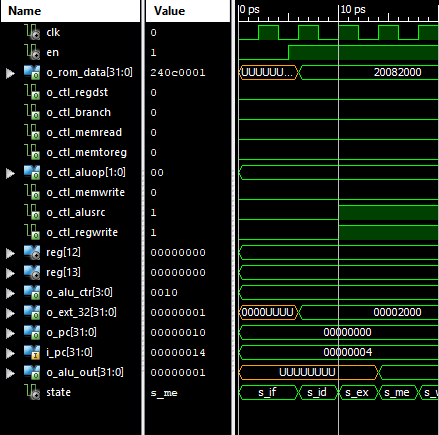 Name Value 0 ps 10 ps
clk 0
en 1
o_rom_data[31:0] 240c0001 UUUUUU... 20082000
o_ctl_regdst 0
o_ctl_branch 0
o_ctl_memread 0
o_ctl_memtoreg 0
o_ctl_aluop[1:0] 00
o_ctl_memwrite 0
o_ctl_alusrc 1
o_ctl_regwrite 1
reg[12] 00000000
reg[13] 00000000
o_alu_ctr[3:0] 0010
o_ext_32[31:0] 00000001 0000UUUU 00002000
o_pc[31:0] 00000010 00000000
i_pc[31:0] 00000014 00000004
o_alu_out[31:0] 00000001 UUUUUUUU
state s_me s_if s_id s_ex s_me